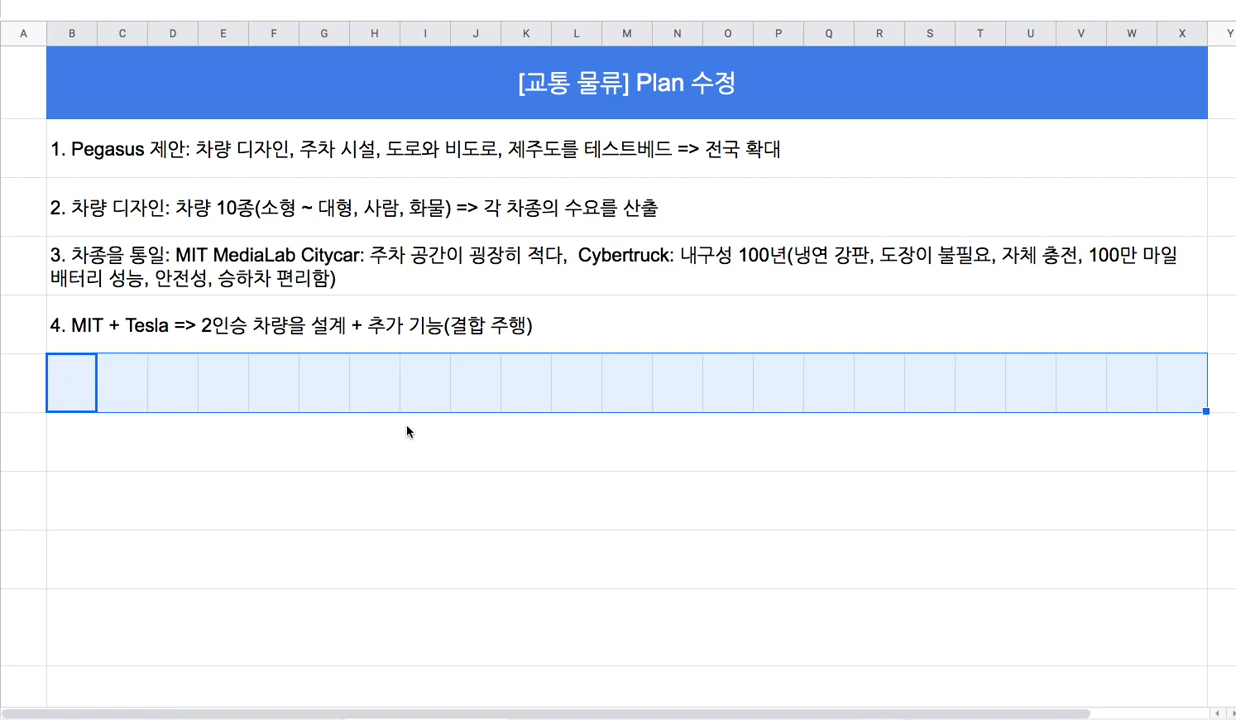 A B C D E F G H I J K L M N O P Q R S T U V W X Y
[교통 물류] Plan 수정
1. Pegasus 제안: 차량 디자인, 주차 시설, 도로와 비도로, 제주도를 테스트베드 => 전국 확대
2. 차량 디자인: 차량 10종(소형 ~ 대형, 사람, 화물) => 각 차종의 수요를 산출
3. 차종을 통일: MIT MediaLab Citycar: 주차 공간이 굉장히 적다, Cybertruck: 내구성 100년(냉연 강판, 도장이 불필요, 자체 충전, 100만 마일
배터리 성능, 안전성, 승하차 편리함)
4. MIT + Tesla => 2인승 차량을 설계 + 추가 기능(결합 주행)